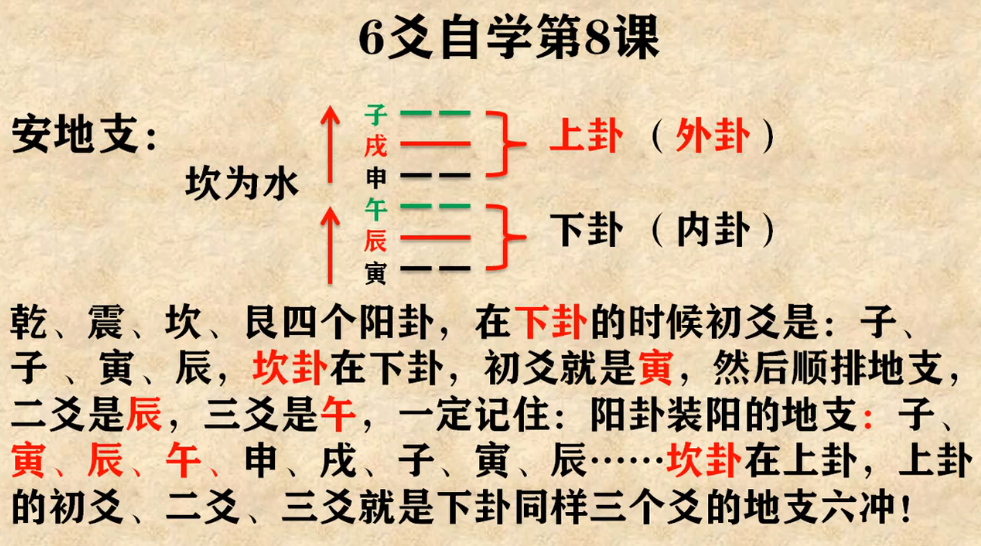 6爻自学第8课
安地支：
坎为水
子
戌
申
午
辰
寅
上卦（外卦）
下卦（内卦）
乾、震、坎、艮四个阳卦，在下卦的时候初爻是：子、
子 、寅、辰，坎卦在下卦，初爻就是寅，然后顺排地支，
二爻是辰，三爻是午，一定记住：阳卦装阳的地支：子、
寅、辰、午、申、戌、子、寅、辰……坎卦在上卦，上卦
的初爻、二爻、三爻就是下卦同样三个爻的地支六冲！